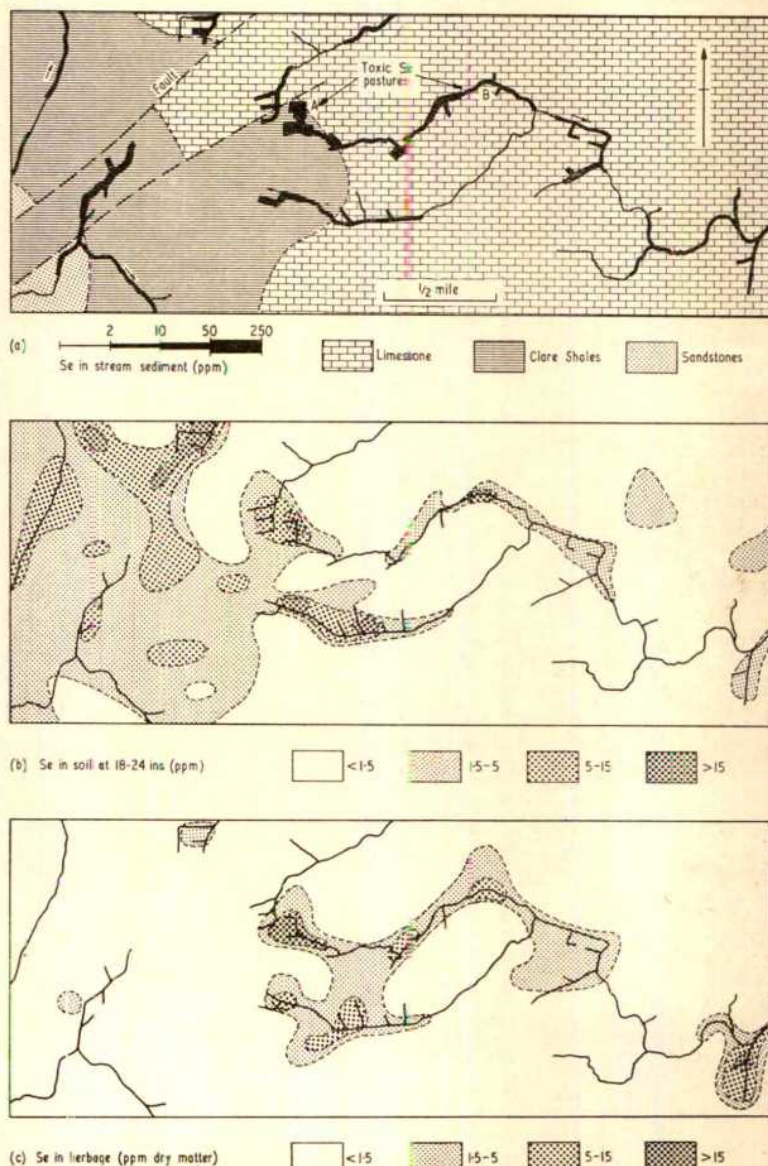 Fault
Toxic Se
pastures
A
B
1/2 mile
(a)
2 10 50 250
Se in stream sediment (ppm)
Limestone
Clare Shales
Sandstones
(b) Se in soil at 18-24 ins (ppm)
<1·5
1·5-5
5-15
>15
(c) Se in herbage (ppm dry matter)
<1·5
1·5-5
5-15
>15